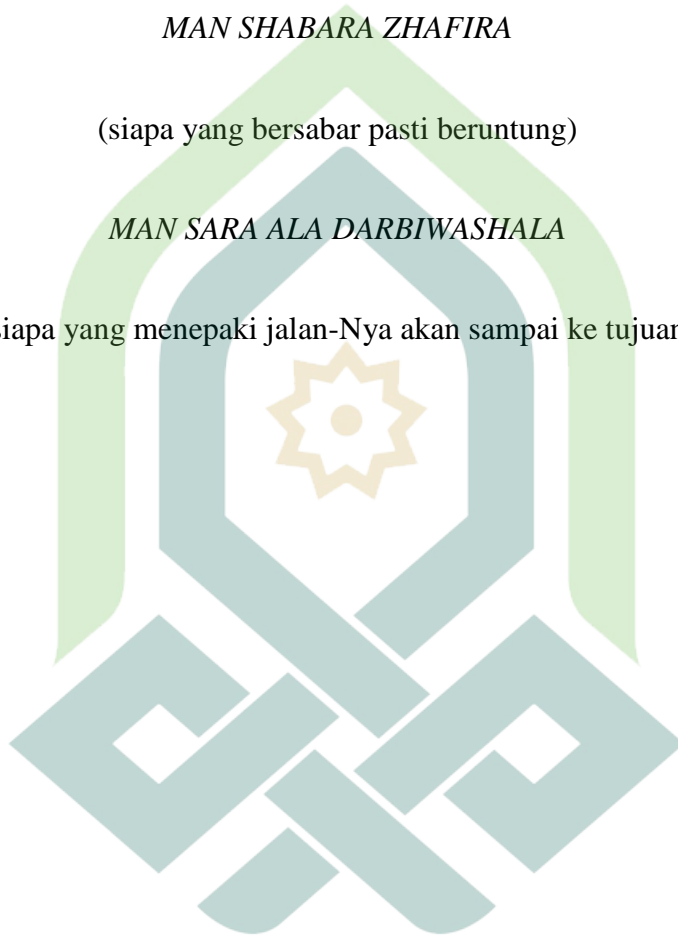 MAN SHABARA ZHAFIRA
(siapa yang bersabar pasti beruntung)
MAN SARA ALA DARBIWASHALA
siapa yang menepaki jalan-Nya akan sampai ke tujuan